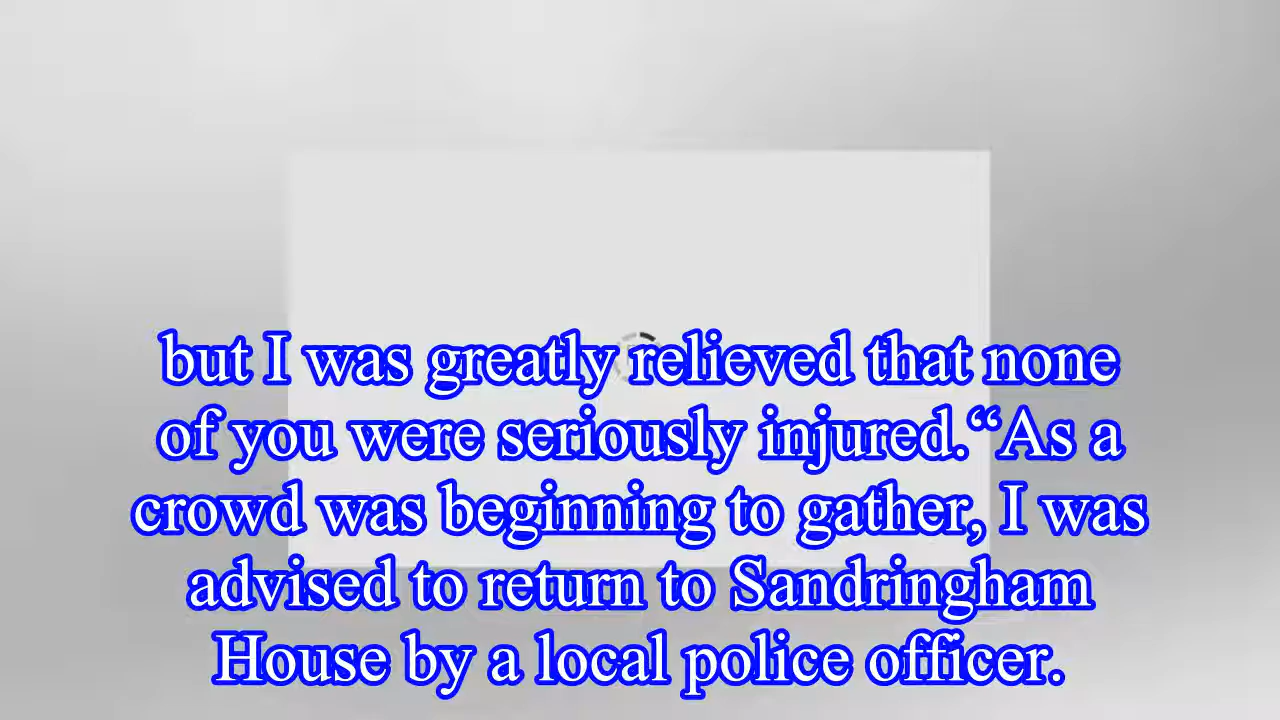 but I was greatly relieved that none
of you were seriously injured.“As a
crowd was beginning to gather, I was
advised to return to Sandringham
House by a local police officer.